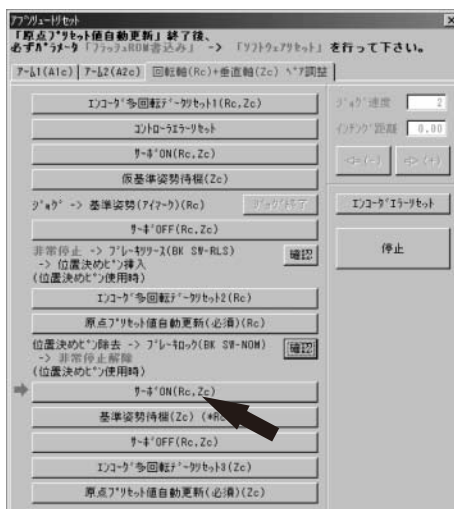 アブソリュートリセット
「原点プリセット値自動更新」終了後、
必ずパラメータ「フラッシュROM書込み」 -> 「ソフトウェアリセット」を行って下さい。
アーム1(A1c) アーム2(A2c) 回転軸(Rc)+垂直軸(Zc) ペア調整
エンコーダ多回転データリセット1(Rc,Zc)
コントローラエラーリセット
サーボON(Rc,Zc)
仮基準姿勢待機(Zc)
ジョグ -> 基準姿勢(アイマーク)(Rc) ジョグ終了
サーボOFF(Rc,Zc)
非常停止 -> ブレーキリリース(BK SW-RLS)
-> 位置決めピン挿入
(位置決めピン使用時)
確認
エンコーダ多回転データリセット2(Rc)
原点プリセット値自動更新(必須)(Rc)
位置決めピン除去 -> ブレーキロック(BK SW-NOM)
-> 非常停止解除
(位置決めピン使用時)
確認
サーボON(Rc,Zc)
基準姿勢待機(Zc) (*Rc
サーボOFF(Rc,Zc)
エンコーダ多回転データリセット3(Zc)
原点プリセット値自動更新(必須)(Zc)
ジョグ速度 2
インチング距離 0.00
<=(-) =>(+)
エンコーダエラーリセット
停止